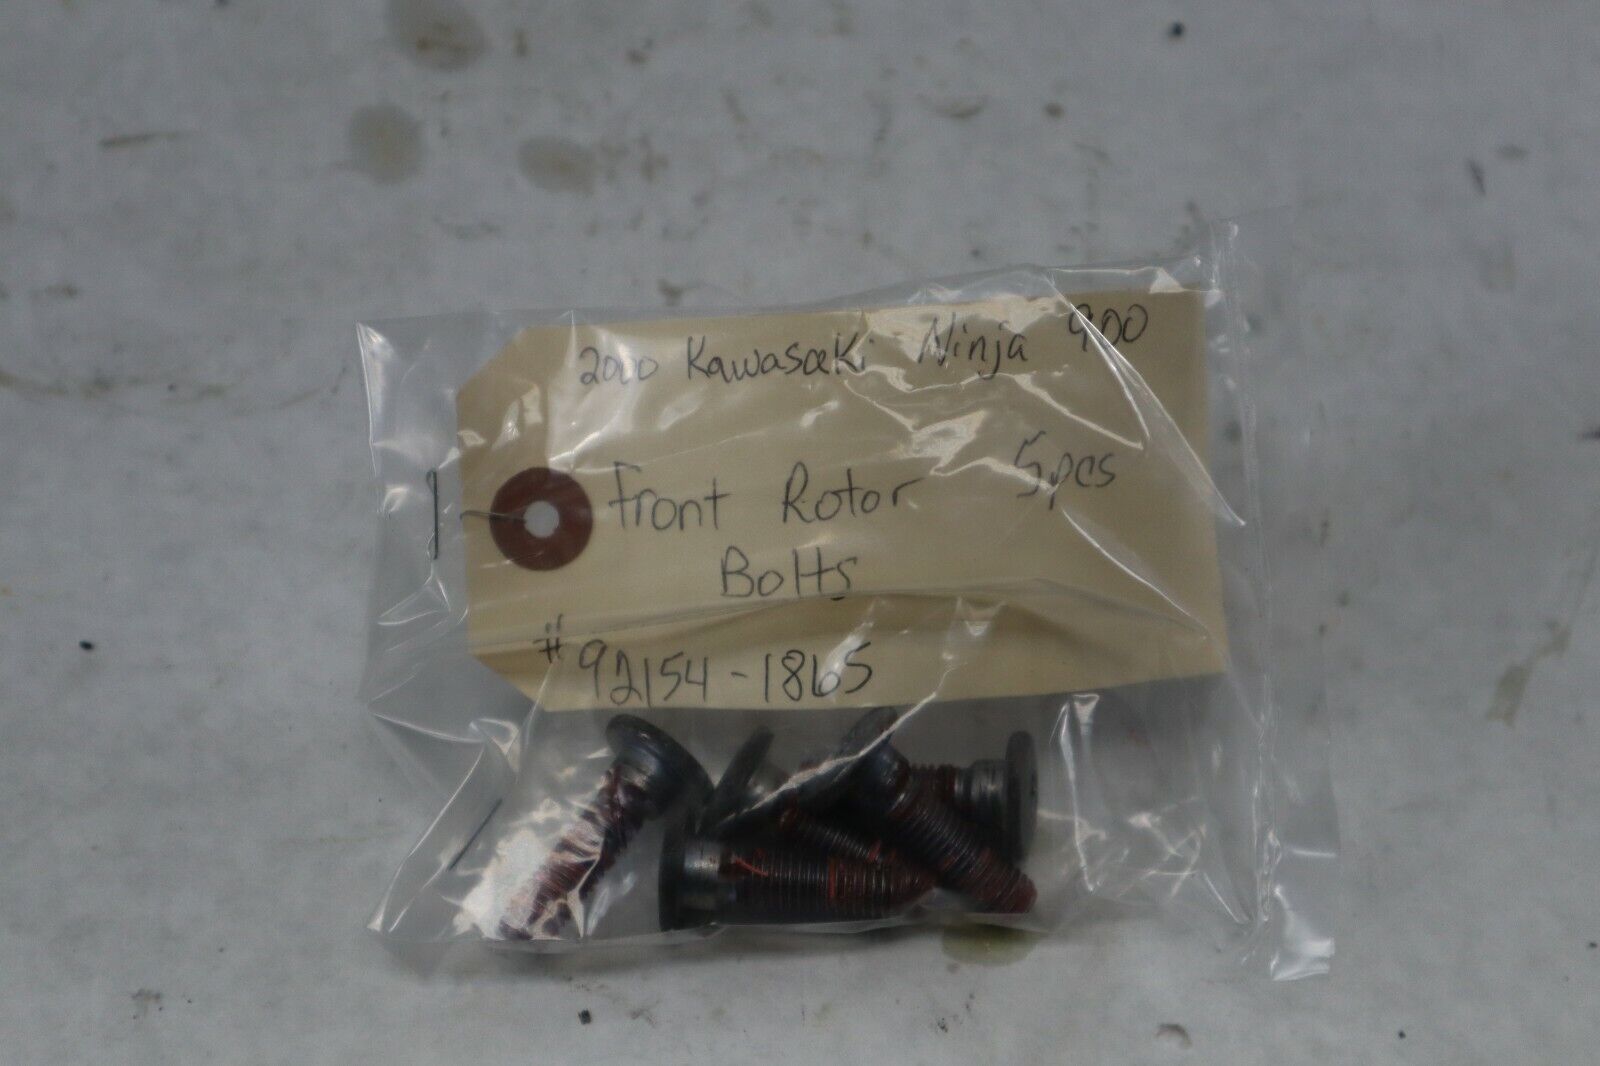 2000 Kawasaki Ninja 900
Front Rotor 5pcs
Bolts
# 92154-1865